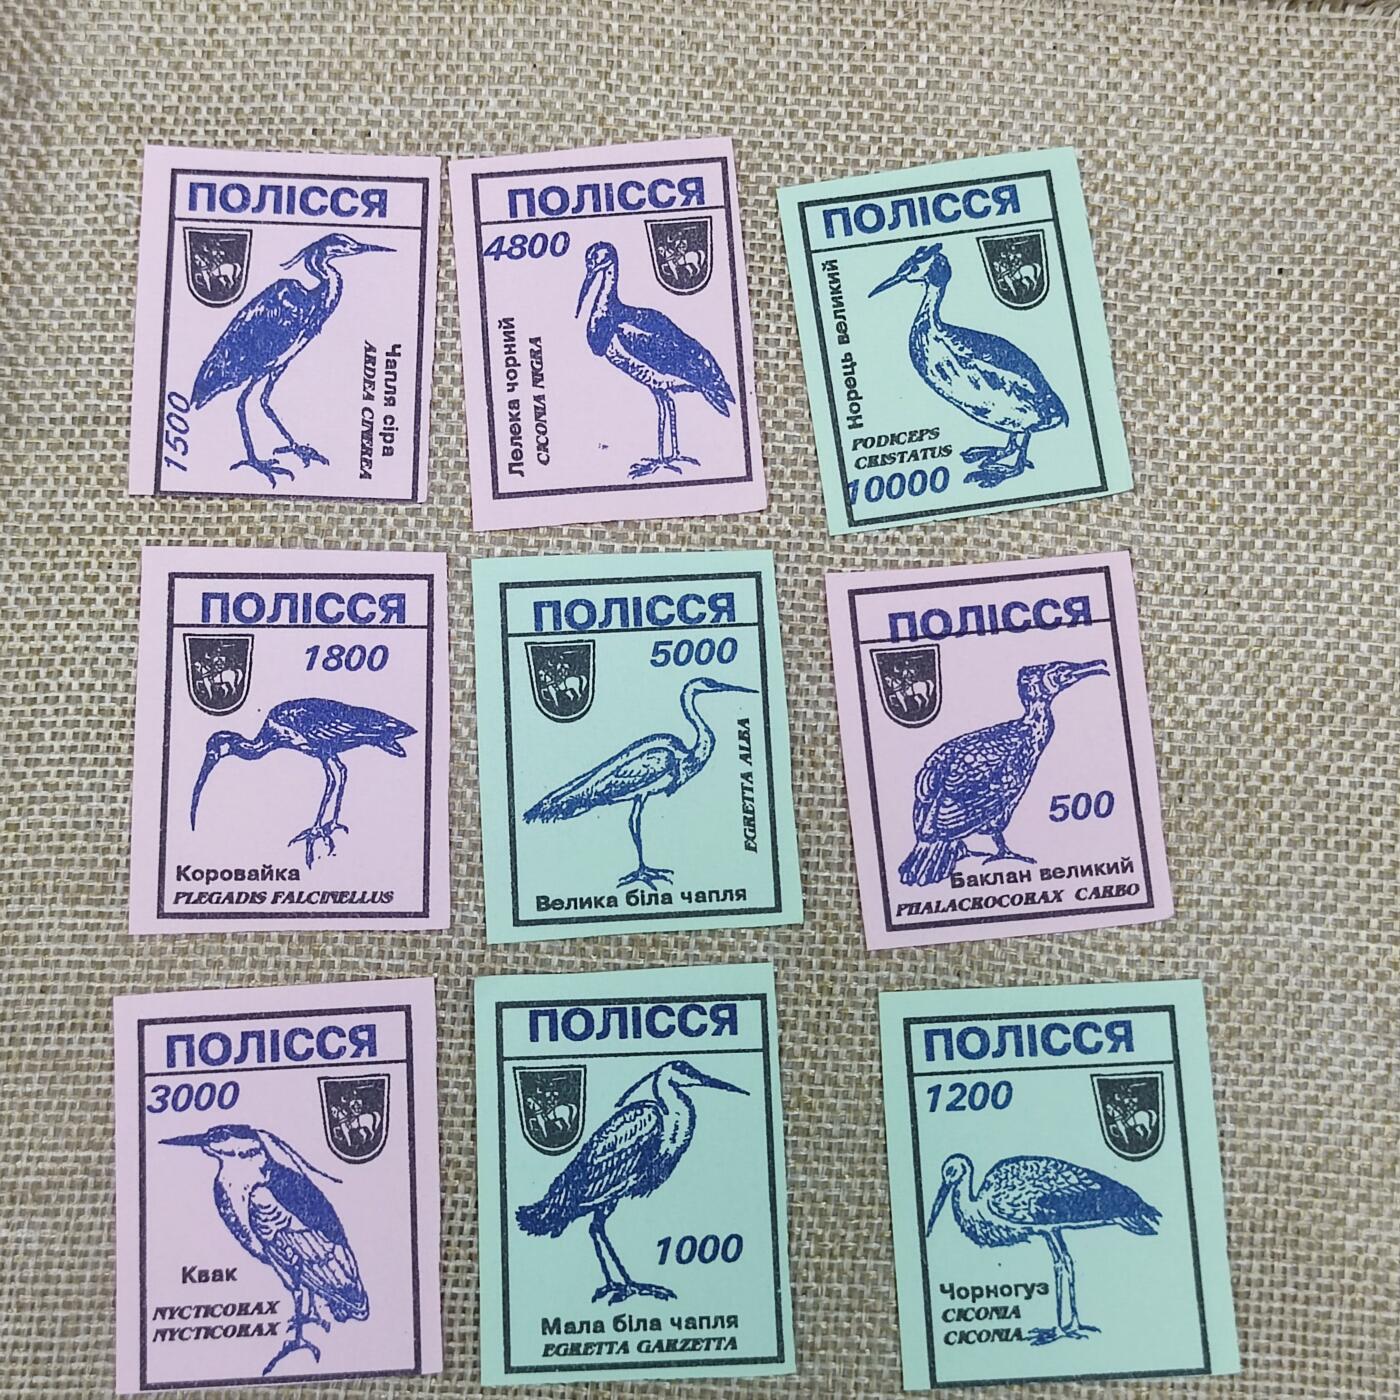 ПОЛІССЯ
1500
Чапля сіра
ARDEA CINEREA
ПОЛІССЯ
4800
Лелека чорний
CICONIA NIGRA
ПОЛІССЯ
Норець великий
PODICEPS
CRISTATUS
10000
ПОЛІССЯ
1800
Коровайка
PLEGADIS FALCINELLUS
ПОЛІССЯ
5000
EGRETTA ALBA
Велика біла чапля
ПОЛІССЯ
500
Баклан великий
PHALACROCORAX CARBO
ПОЛІССЯ
3000
Квак
NYCTICORAX
NYCTICORAX
ПОЛІССЯ
1000
Мала біла чапля
EGRETTA GARZETTA
ПОЛІССЯ
1200
Чорногуз
CICONIA
CICONIA